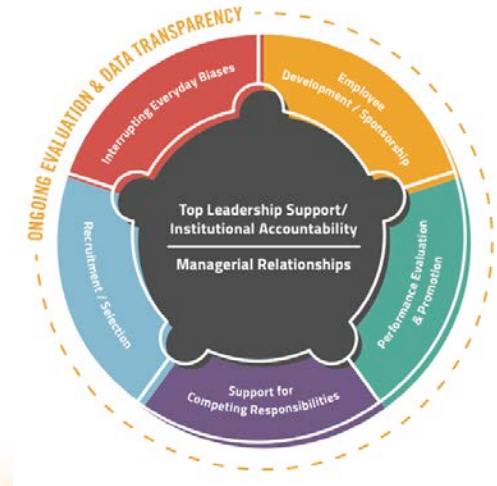 ONGOING EVALUATION & DATA TRANSPARENCY
Interrupting Everyday Biases
Employee
Development / Sponsorship
Top Leadership Support/
Institutional Accountability
Managerial Relationships
Recruitment / Selection
Performance Evaluation
& Promotion
Support for
Competing Responsibilities